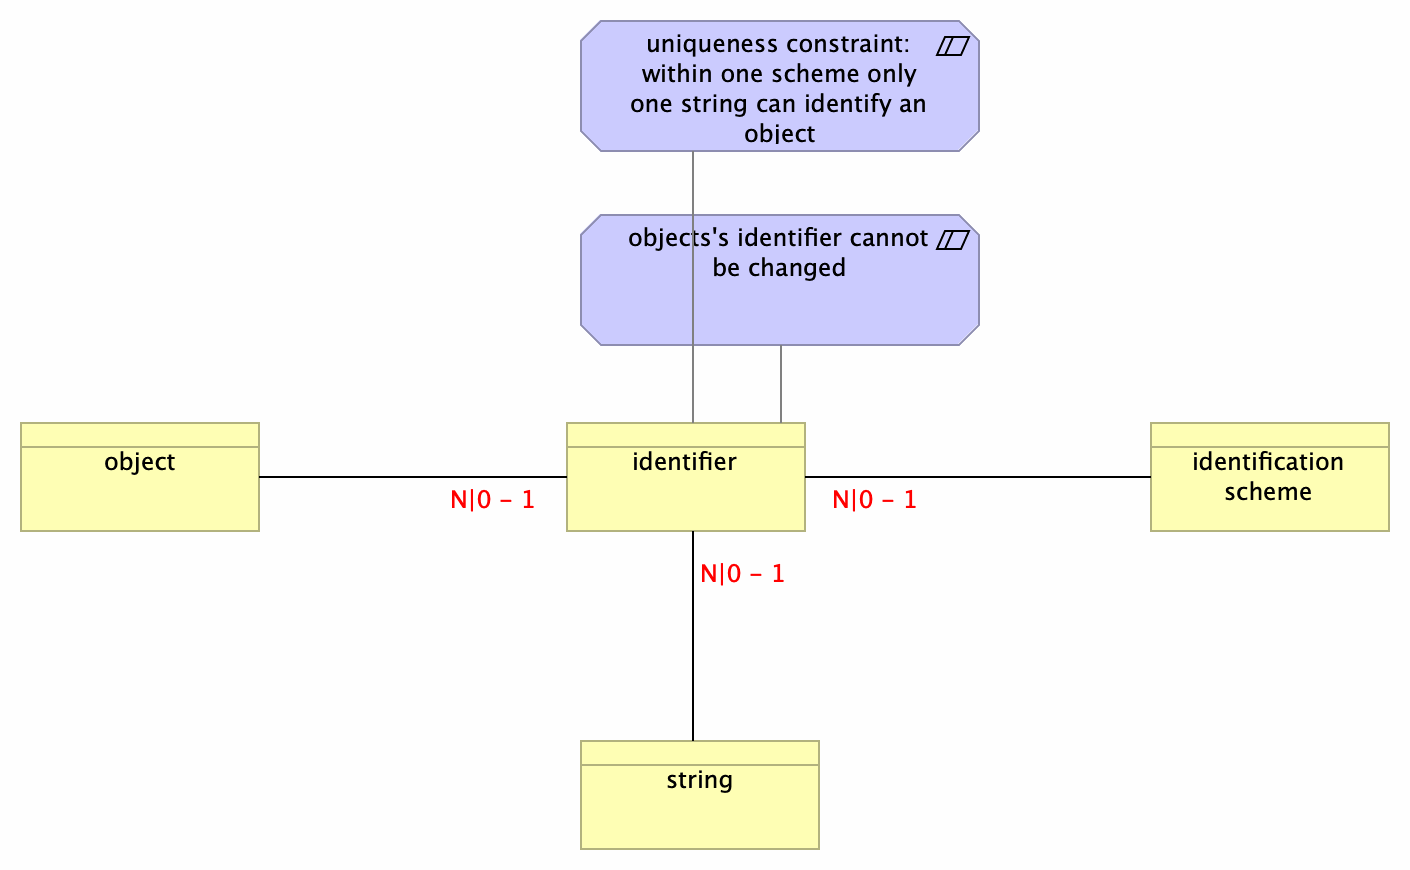 uniqueness constraint:
within one scheme only
one string can identify an
object
objects's identifier cannot
be changed
object
identifier
identification
scheme
N|0 - 1
N|0 - 1
N|0 - 1
string